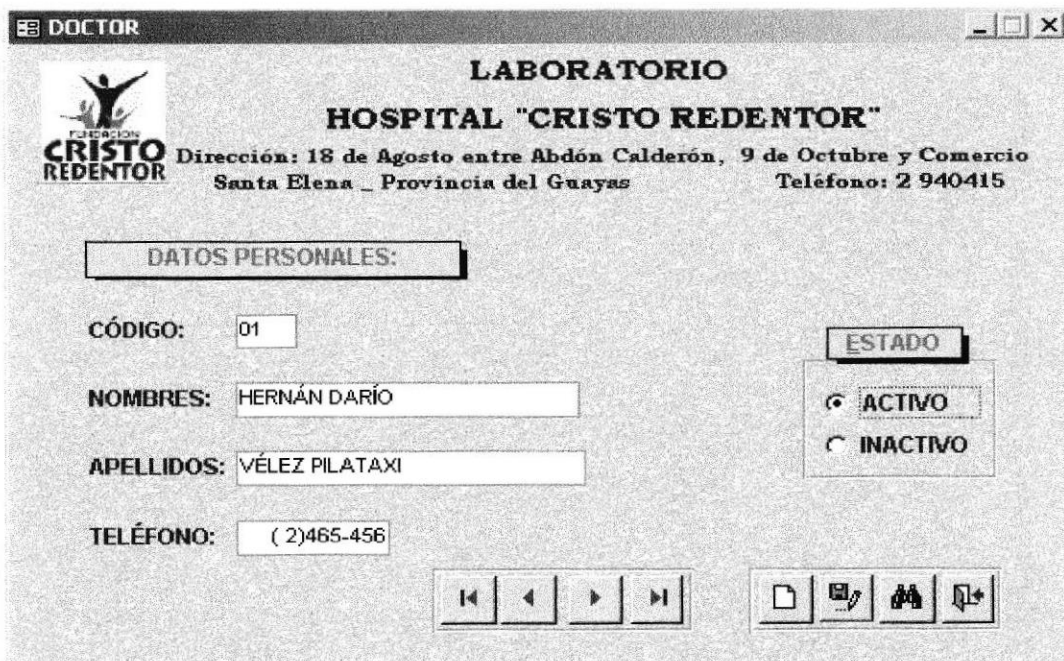 DOCTOR
LABORATORIO
HOSPITAL "CRISTO REDENTOR"
FUNDACION
CRISTO
REDENTOR
Dirección: 18 de Agosto entre Abdón Calderón, 9 de Octubre y Comercio
Santa Elena _ Provincia del Guayas Teléfono: 2 940415
DATOS PERSONALES:
CÓDIGO: 01
ESTADO
NOMBRES: HERNÁN DARÍO
ACTIVO
INACTIVO
APELLIDOS: VÉLEZ PILATAXI
TELÉFONO: ( 2)465-456